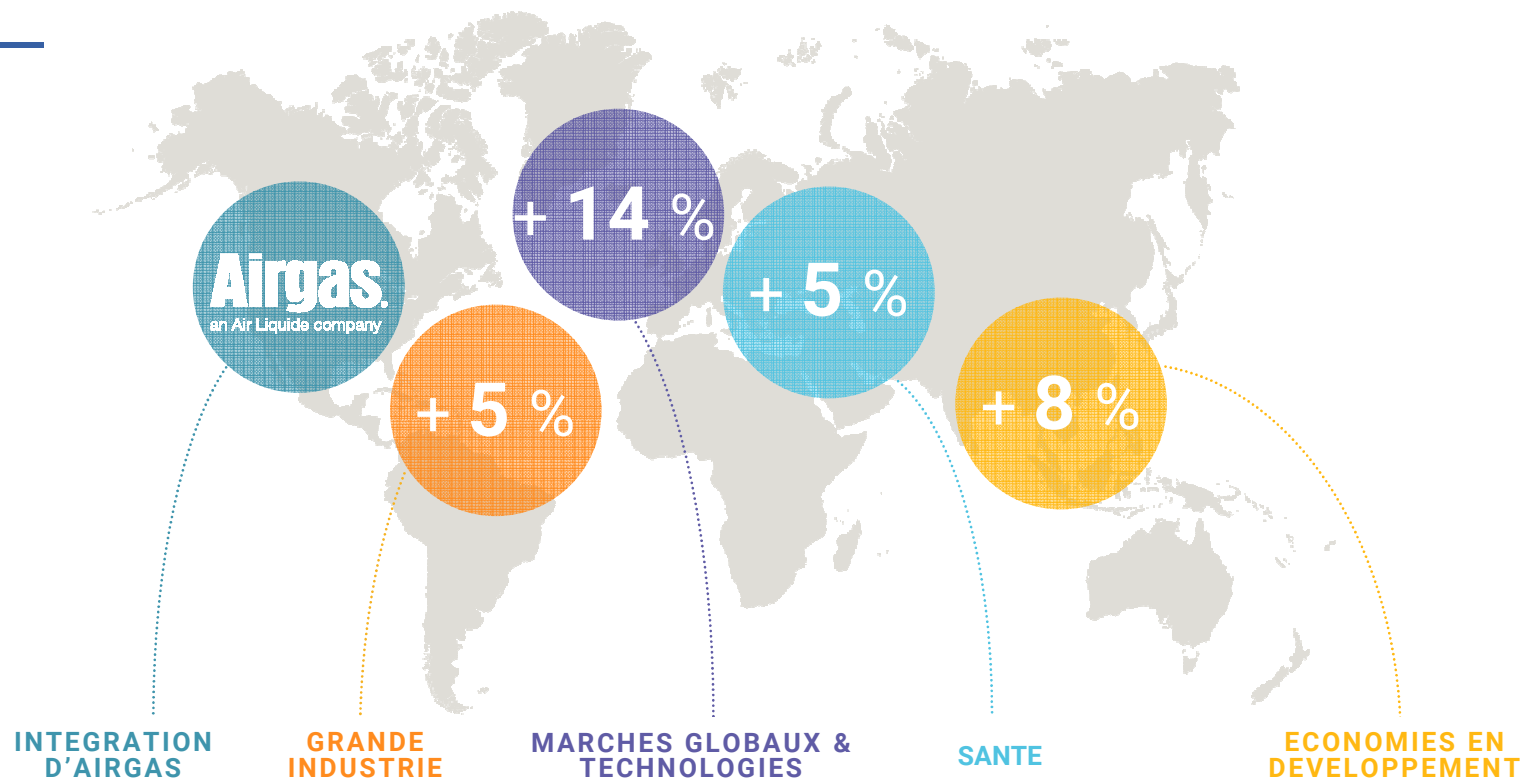 Airgas.
an Air Liquide company
+ 5 %
+ 14 %
+ 5 %
+ 8 %
INTEGRATION
D'AIRGAS
GRANDE
INDUSTRIE
MARCHES GLOBAUX &
TECHNOLOGIES
SANTE
ECONOMIES EN
DEVELOPPEMENT